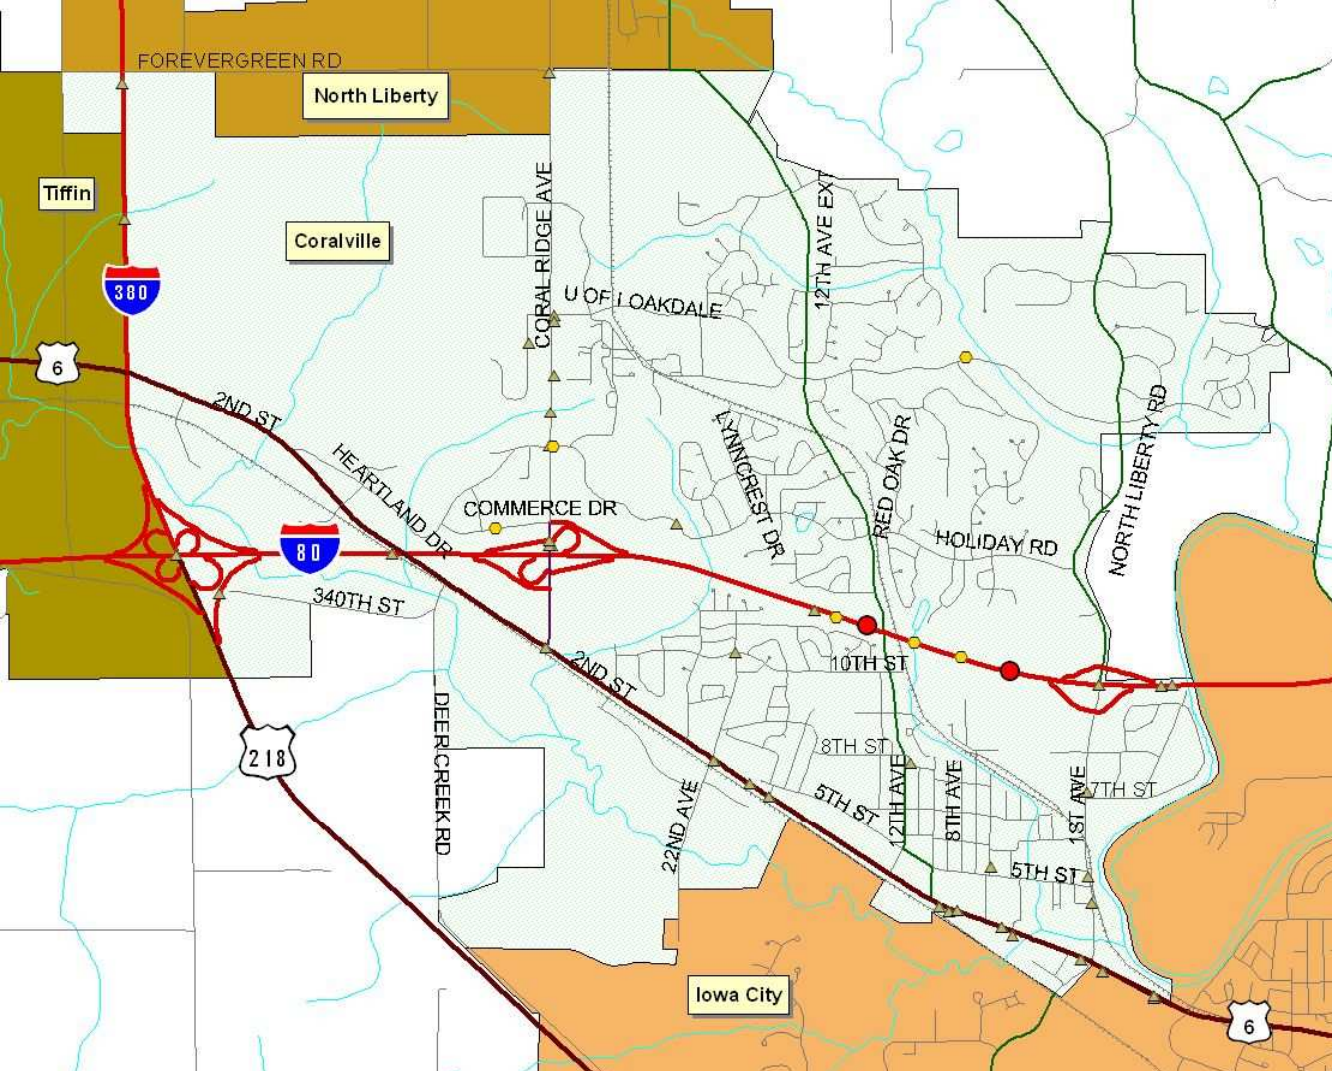 FOREVERGREEN RD
North Liberty
Tiffin
Coralville
CORAL RIDGE AVE
12TH AVE EXT
380
U OF I OAKDALE
6
2ND ST
HEARTLAND DR
LYNNCREST DR
RED OAK DR
NORTH LIBERTY RD
COMMERCE DR
80
HOLIDAY RD
340TH ST
10TH ST
2ND ST
DEER CREEK RD
218
8TH ST
22ND AVE
5TH ST
12TH AVE
8TH AVE
1ST AVE
7TH ST
5TH ST
Iowa City
6